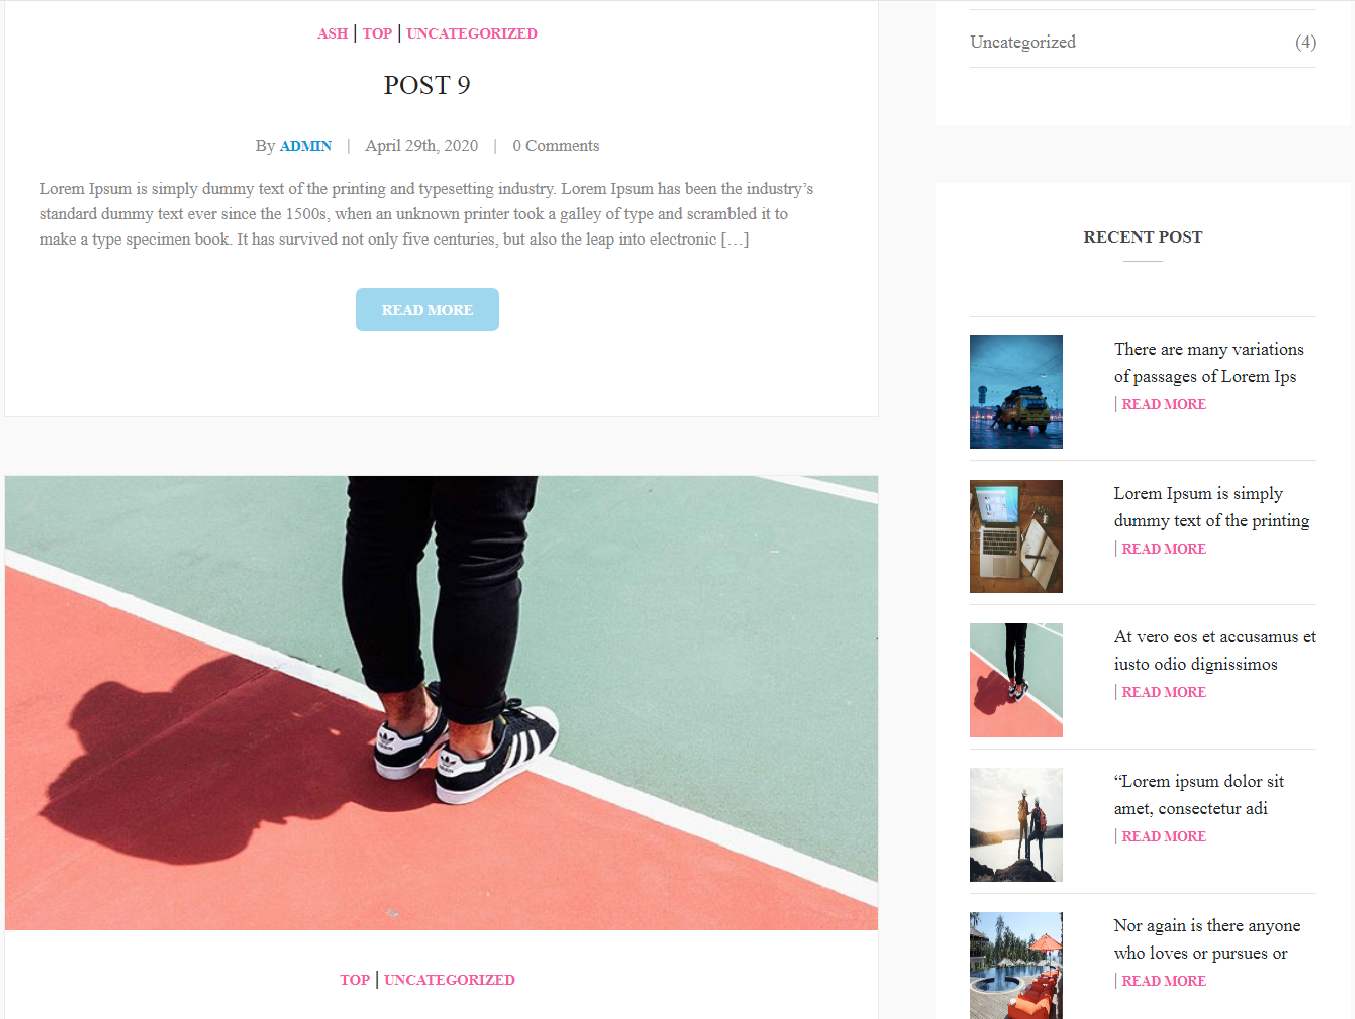 ASH | TOP | UNCATEGORIZED
POST 9
By ADMIN | April 29th, 2020 | 0 Comments
Lorem Ipsum is simply dummy text of the printing and typesetting industry. Lorem Ipsum has been the industry’s
standard dummy text ever since the 1500s, when an unknown printer took a galley of type and scrambled it to
make a type specimen book. It has survived not only five centuries, but also the leap into electronic […]
READ MORE
TOP | UNCATEGORIZED
Uncategorized (4)
RECENT POST
There are many variations
of passages of Lorem Ips
| READ MORE
Lorem Ipsum is simply
dummy text of the printing
| READ MORE
At vero eos et accusamus et
iusto odio dignissimos
| READ MORE
“Lorem ipsum dolor sit
amet, consectetur adi
| READ MORE
Nor again is there anyone
who loves or pursues or
| READ MORE